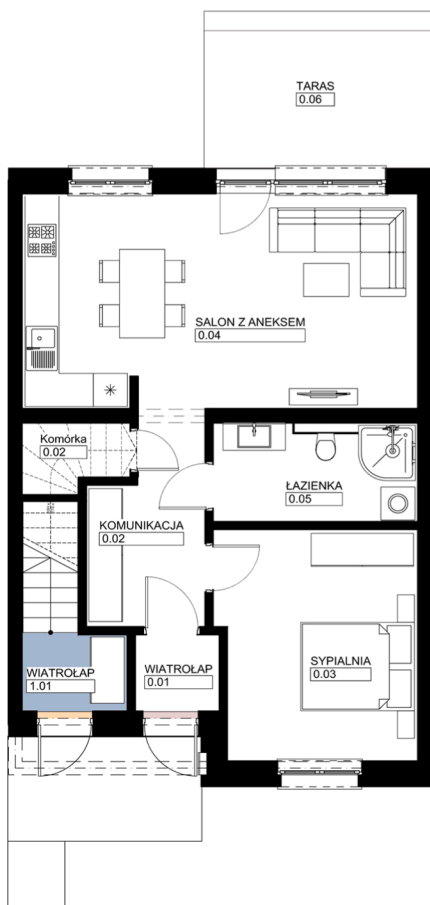 TARAS
0.06
SALON Z ANEKSEM
0.04
Komórka
0.02
ŁAZIENKA
0.05
KOMUNIKACJA
0.02
SYPIALNIA
0.03
WIATROŁAP
1.01
WIATROŁAP
0.01